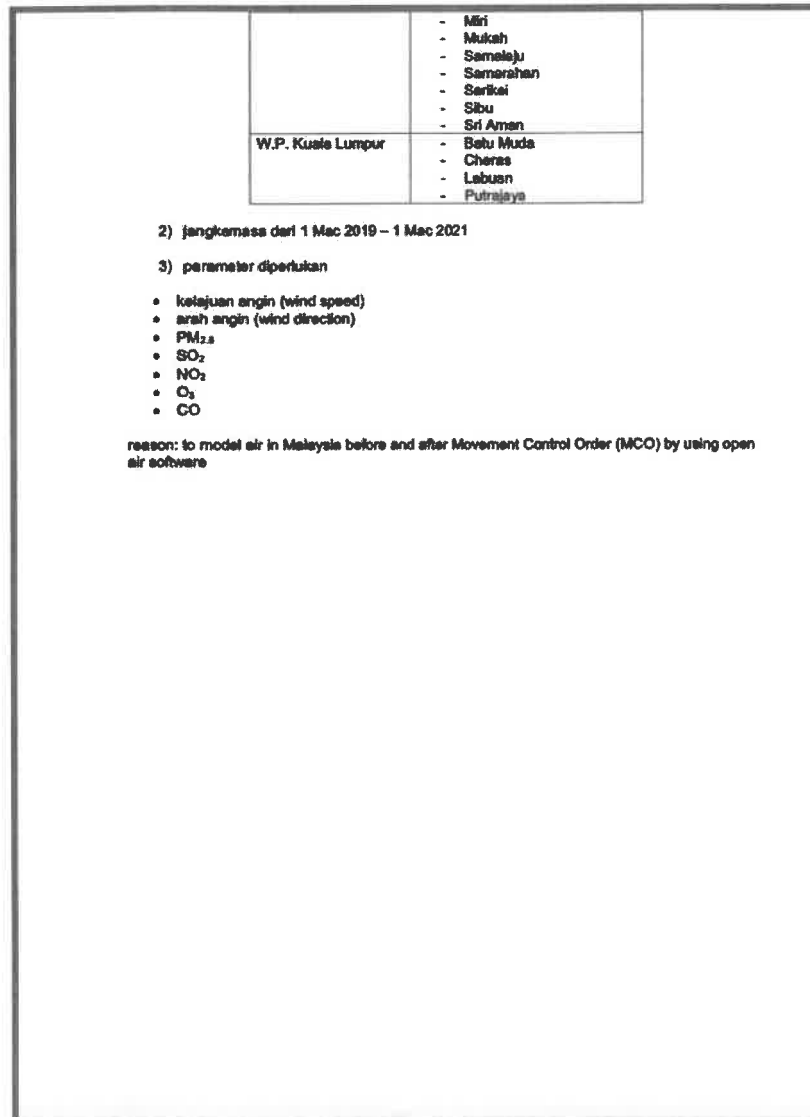 - Miri
- Mukah
- Samalaju
- Samarahan
- Sarikei
- Sibu
- Sri Aman
W.P. Kuala Lumpur
- Batu Muda
- Cheras
- Labuan
- Putrajaya
2) jangkamasa dari 1 Mac 2019 – 1 Mac 2021
3) parameter diperlukan
• kelajuan angin (wind speed)
• arah angin (wind direction)
• PM₂.₅
• SO₂
• NO₂
• O₃
• CO
reason: to model air in Malaysia before and after Movement Control Order (MCO) by using open
air software